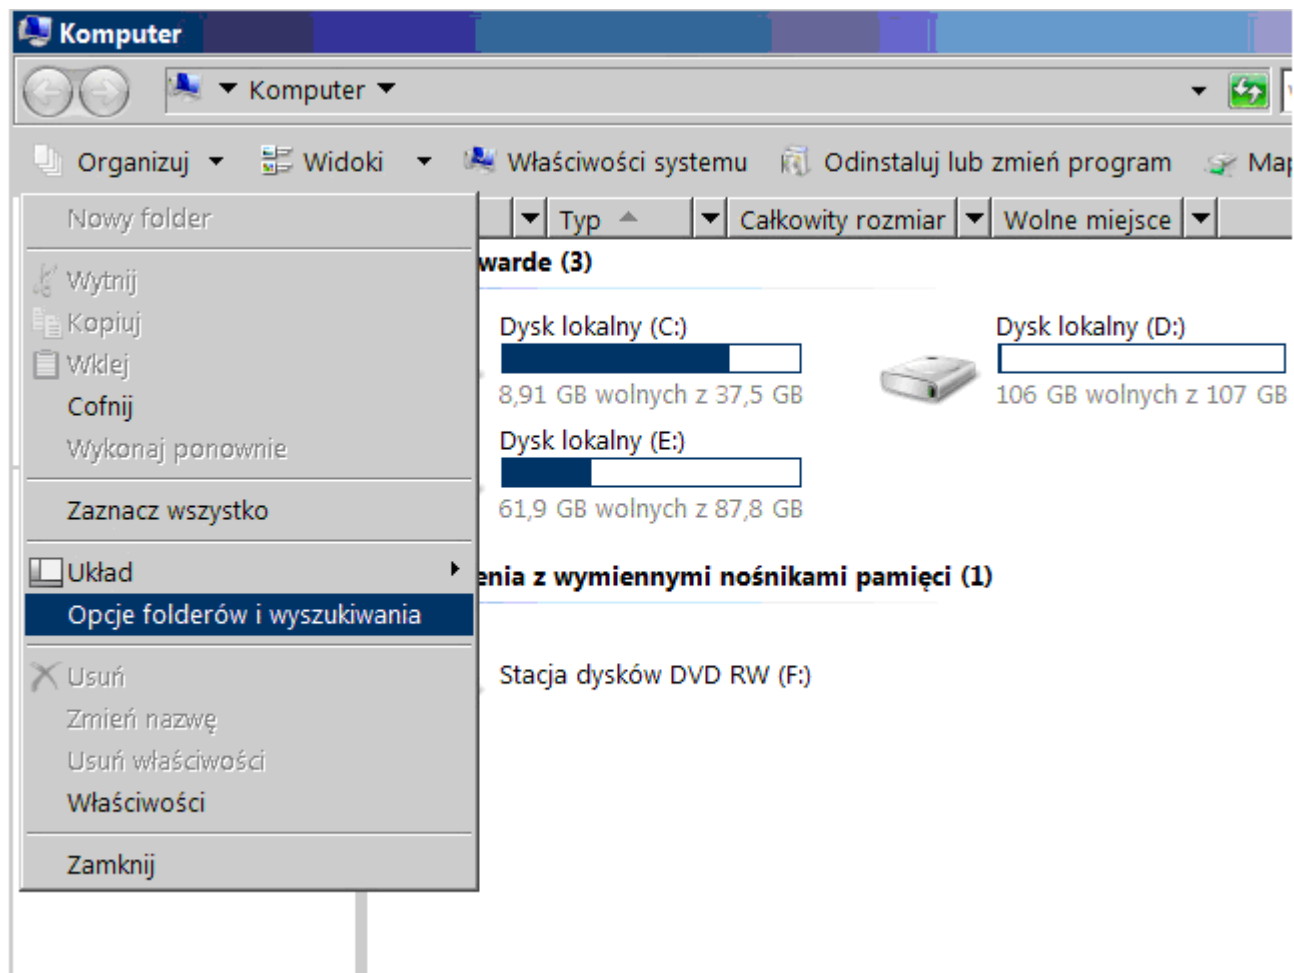 Komputer
Komputer
Organizuj Widoki Właściwości systemu Odinstaluj lub zmień program
Nowy folder
Wytnij
Kopiuj
Wklej
Cofnij
Wykonaj ponownie
Zaznacz wszystko
Układ
Opcje folderów i wyszukiwania
Usuń
Zmień nazwę
Usuń właściwości
Właściwości
Zamknij
Typ Całkowity rozmiar Wolne miejsce
warde (3)
Dysk lokalny (C:)
8,91 GB wolnych z 37,5 GB
Dysk lokalny (D:)
106 GB wolnych z 107 GB
Dysk lokalny (E:)
61,9 GB wolnych z 87,8 GB
enia z wymiennymi nośnikami pamięci (1)
Stacja dysków DVD RW (F:)